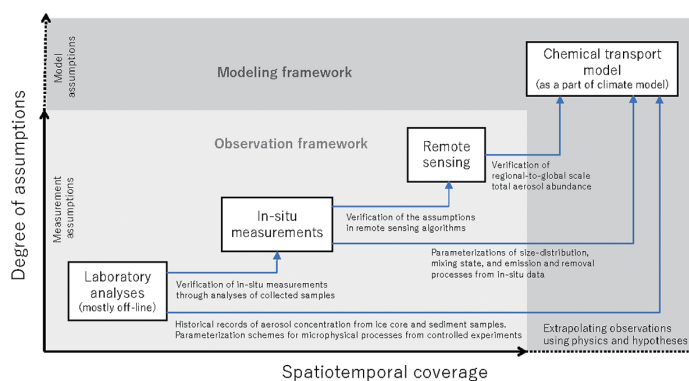 Degree of assumptions
Model
assumptions
Measurement
assumptions
Modeling framework
Chemical transport
model
(as a part of climate model)
Observation framework
Remote
sensing
Verification of
regional-to-global scale
total aerosol abundance
In-situ
measurements
Verification of the assumptions
in remote sensing algorithms
Parameterizations of size-distribution,
mixing state, and emission and removal
processes from in-situ data
Laboratory
analyses
(mostly off-line)
Verification of in-situ measurements
through analyses of collected samples
Historical records of aerosol concentration from ice core and sediment samples.
Parameterization schemes for microphysical processes from controlled experiments
Extrapolating observations
using physics and hypotheses
Spatiotemporal coverage